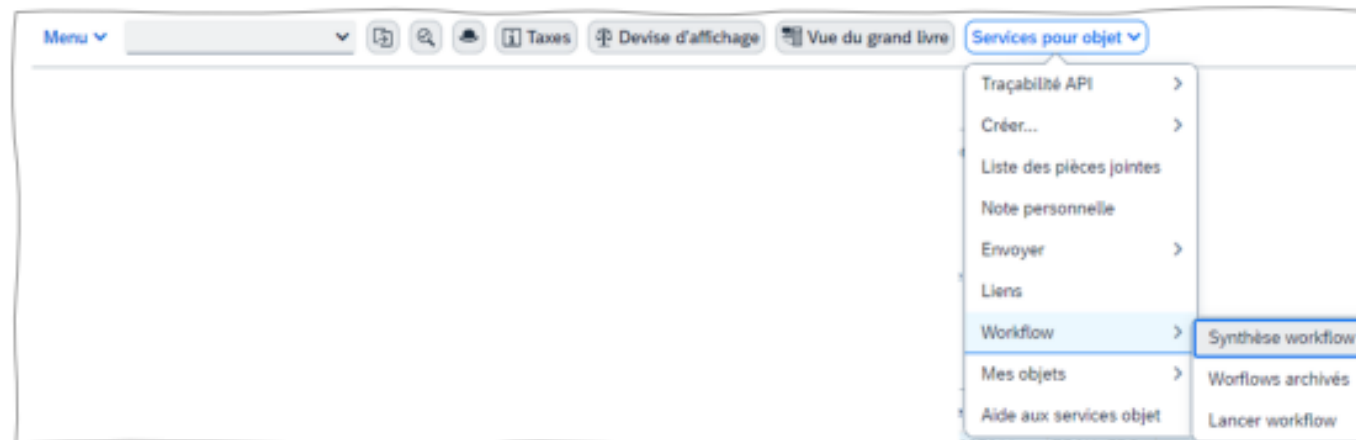 Menu Taxes Devise d'affichage Vue du grand livre Services pour objet
Traçabilité API
Créer...
Liste des pièces jointes
Note personnelle
Envoyer
Liens
Workflow
Synthèse workflow
Mes objets
Worflows archivés
Aide aux services objet
Lancer workflow